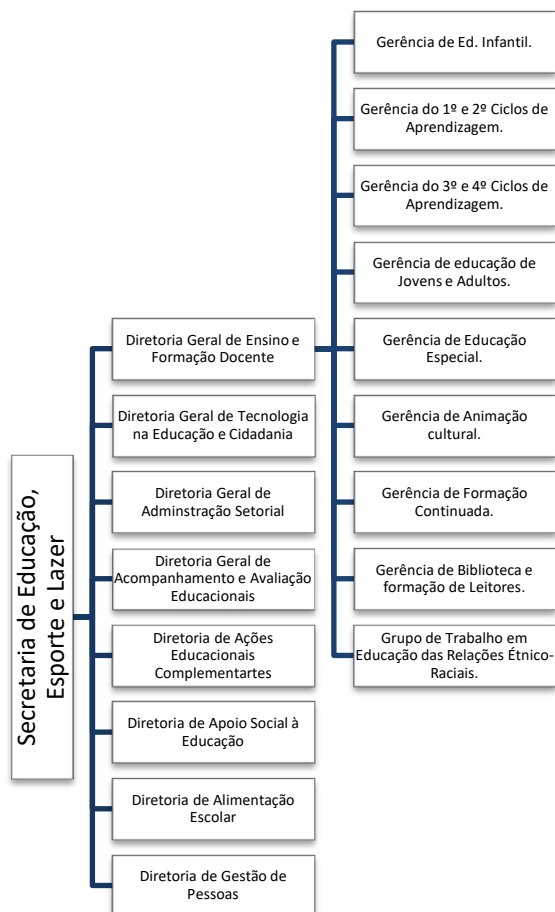 Secretaria de Educação,
Esporte e Lazer
Diretoria Geral de Ensino e
Formação Docente
Gerência de Ed. Infantil.
Gerência do 1º e 2º Ciclos de
Aprendizagem.
Gerência do 3º e 4º Ciclos de
Aprendizagem.
Gerência de educação de
Jovens e Adultos.
Gerência de Educação
Especial.
Gerência de Animação
cultural.
Gerência de Formação
Continuada.
Gerência de Biblioteca e
formação de Leitores.
Grupo de Trabalho em
Educação das Relações Étnico-
Raciais.
Diretoria Geral de Tecnologia
na Educação e Cidadania
Diretoria Geral de
Adminstração Setorial
Diretoria Geral de
Acompanhamento e Avaliação
Educacionais
Diretoria de Ações
Educacionais
Complementartes
Diretoria de Apoio Social à
Educação
Diretoria de Alimentação
Escolar
Diretoria de Gestão de
Pessoas